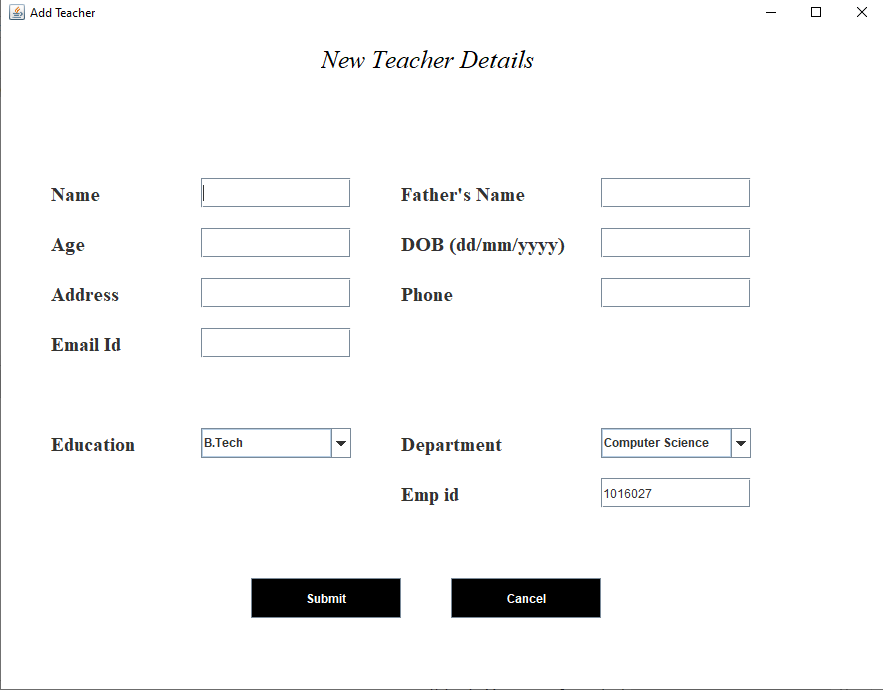 Add Teacher
New Teacher Details
Name
Father's Name
Age
DOB (dd/mm/yyyy)
Address
Phone
Email Id
Education B.Tech
Department Computer Science
Emp id 1016027
Submit
Cancel